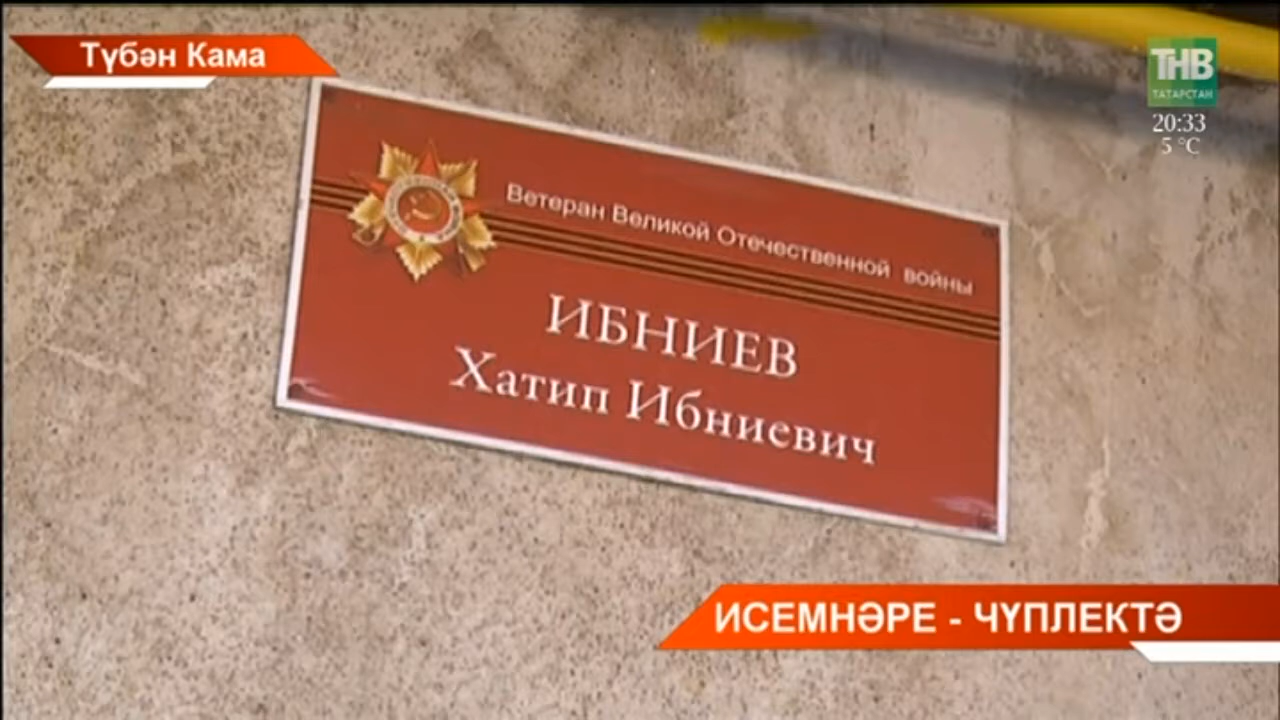 Түбән Кама
ТНВ
ТАТАРСТАН
20:33
5 °C
Ветеран Великой Отечественной войны
ИБНИЕВ
Хатип Ибниевич
ИСЕМНӘРЕ - ЧҮПЛЕКТӘ